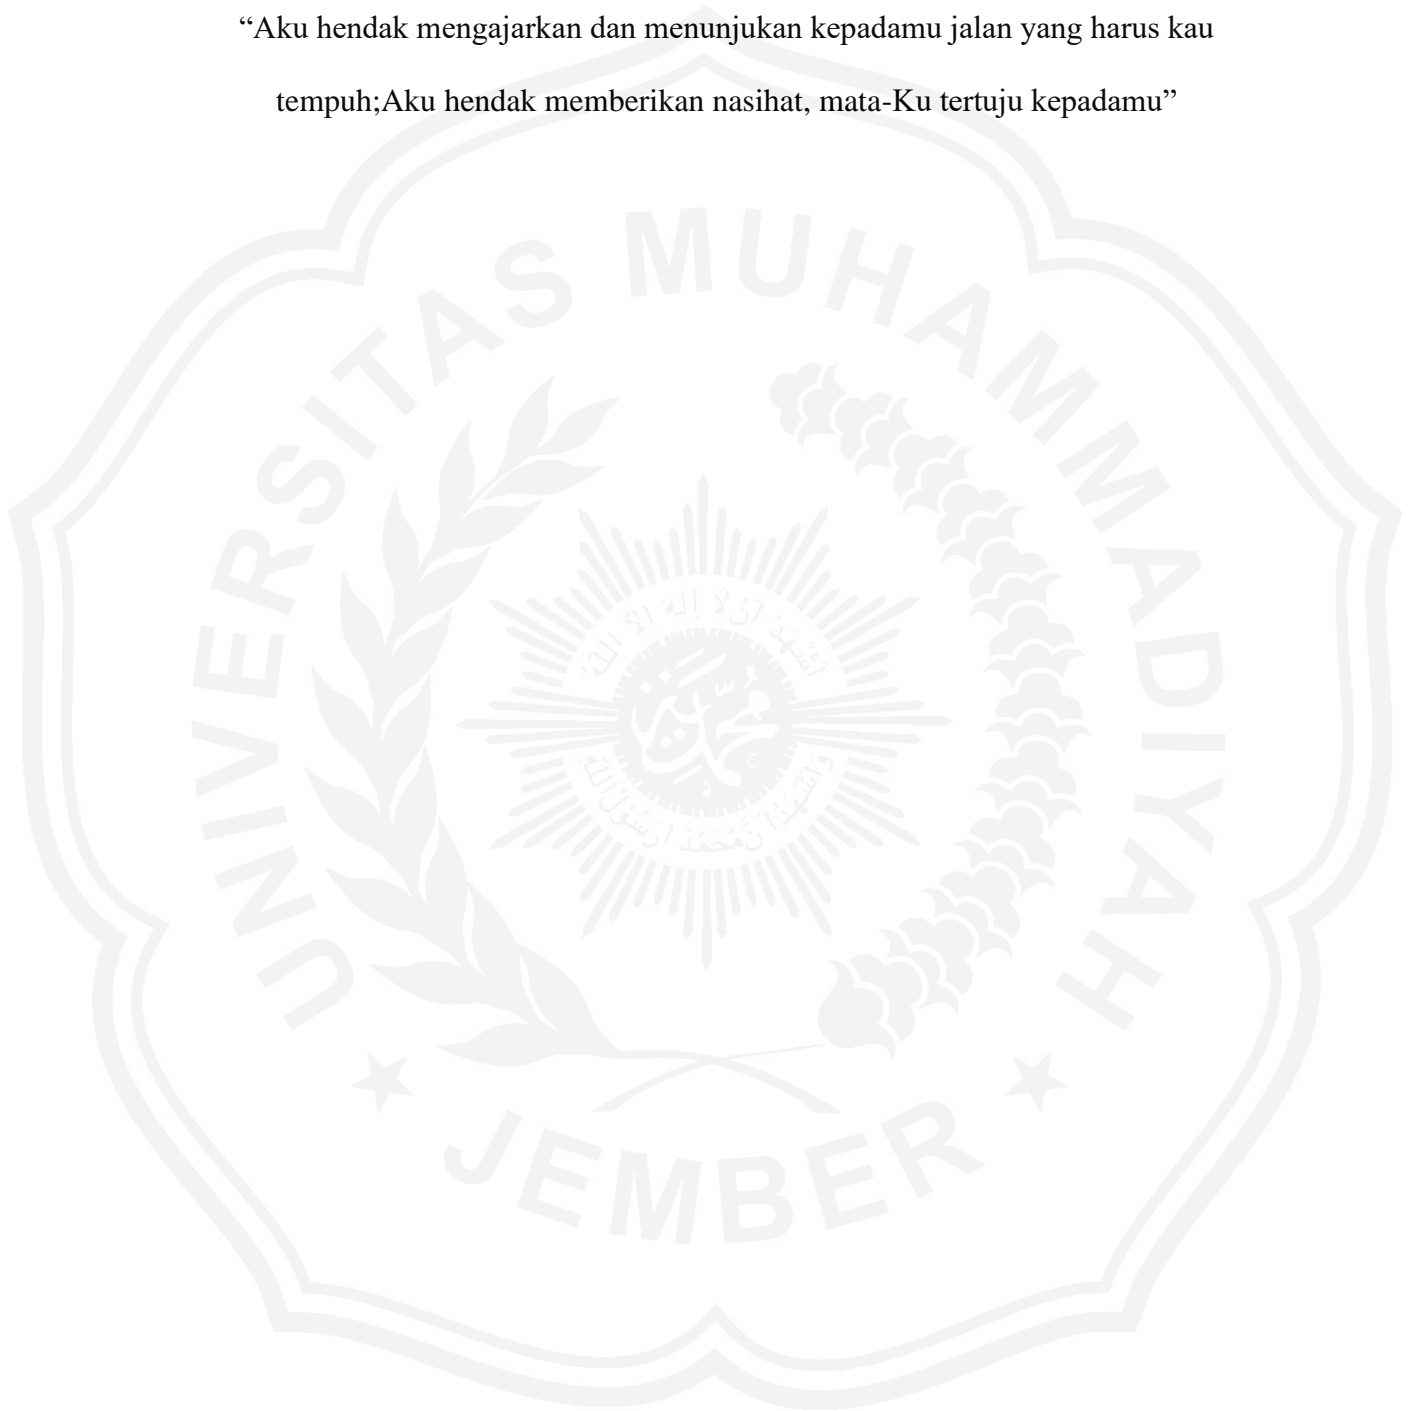 “Aku hendak mengajarkan dan menunjukan kepadamu jalan yang harus kau
tempuh;Aku hendak memberikan nasihat, mata-Ku tertuju kepadamu”
UNIVERSITAS MUHAMMADIYAH
JEMBER